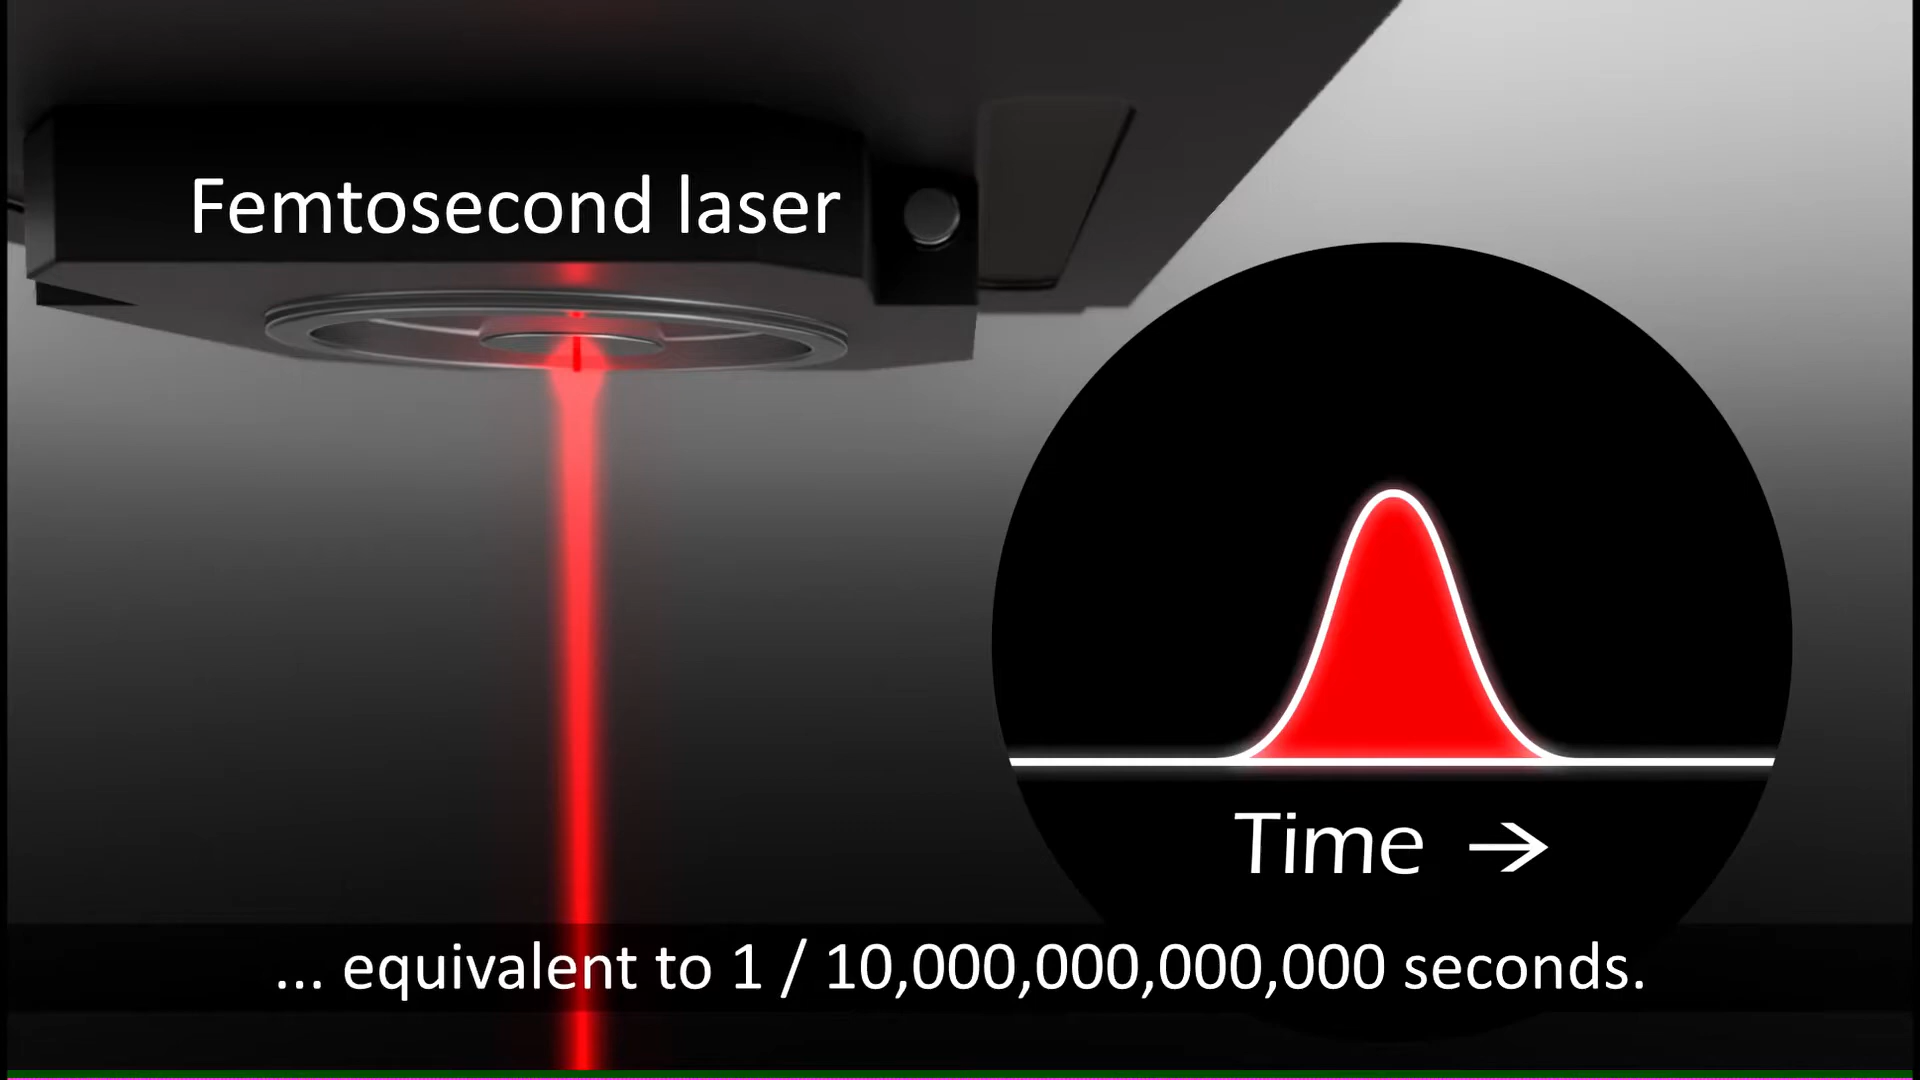 Femtosecond laser
Time →
... equivalent to 1 / 10,000,000,000,000 seconds.